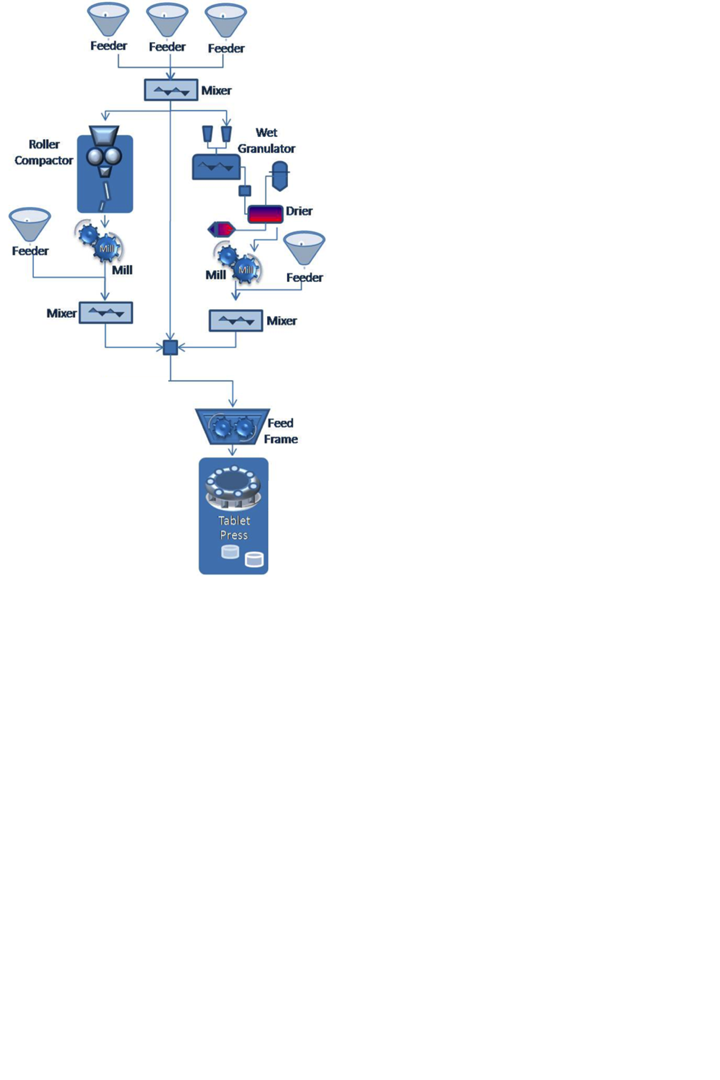 Feeder
Feeder
Feeder
Mixer
Roller
Compactor
Wet
Granulator
Drier
Feeder
Mill
Mill
Mill
Mill
Feeder
Mixer
Mixer
Feed
Frame
Tablet
Press